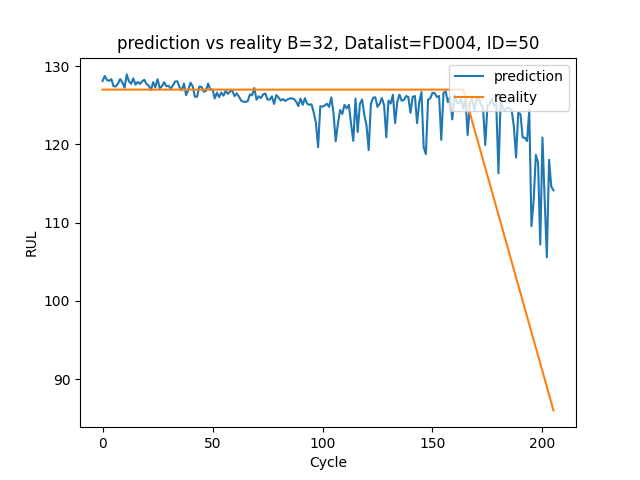 prediction vs reality B=32, Datalist=FD004, ID=50
130
120
110
100
90
RUL
prediction
reality
0
50
100
150
200
Cycle